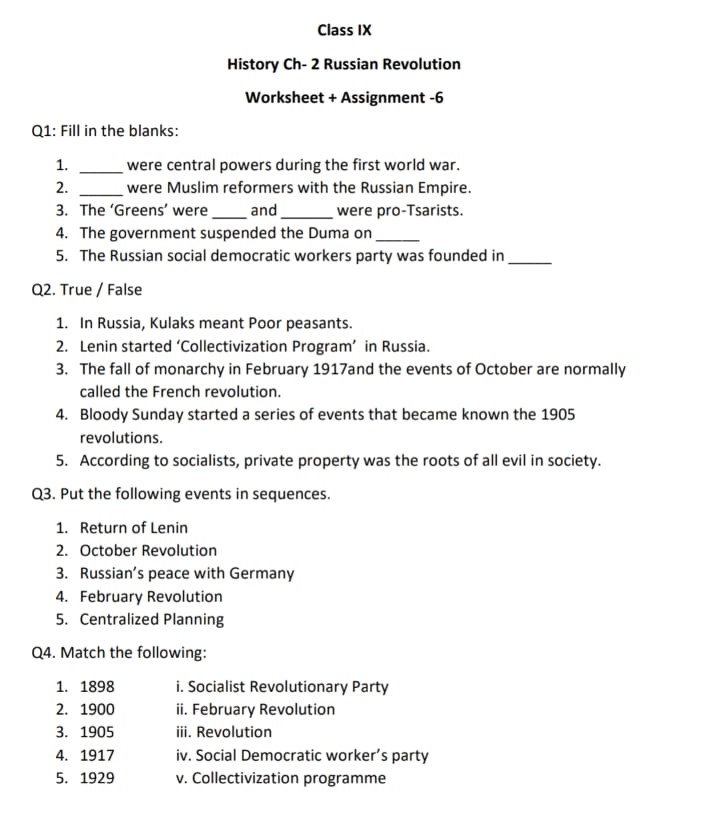 Class IX
History Ch- 2 Russian Revolution
Worksheet + Assignment -6
Q1: Fill in the blanks:
1. _____ were central powers during the first world war.
2. _____ were Muslim reformers with the Russian Empire.
3. The ‘Greens’ were ____ and ______ were pro-Tsarists.
4. The government suspended the Duma on _____
5. The Russian social democratic workers party was founded in _____
Q2. True / False
1. In Russia, Kulaks meant Poor peasants.
2. Lenin started ‘Collectivization Program’ in Russia.
3. The fall of monarchy in February 1917and the events of October are normally
called the French revolution.
4. Bloody Sunday started a series of events that became known the 1905
revolutions.
5. According to socialists, private property was the roots of all evil in society.
Q3. Put the following events in sequences.
1. Return of Lenin
2. October Revolution
3. Russian’s peace with Germany
4. February Revolution
5. Centralized Planning
Q4. Match the following:
1. 1898 i. Socialist Revolutionary Party
2. 1900 ii. February Revolution
3. 1905 iii. Revolution
4. 1917 iv. Social Democratic worker’s party
5. 1929 v. Collectivization programme